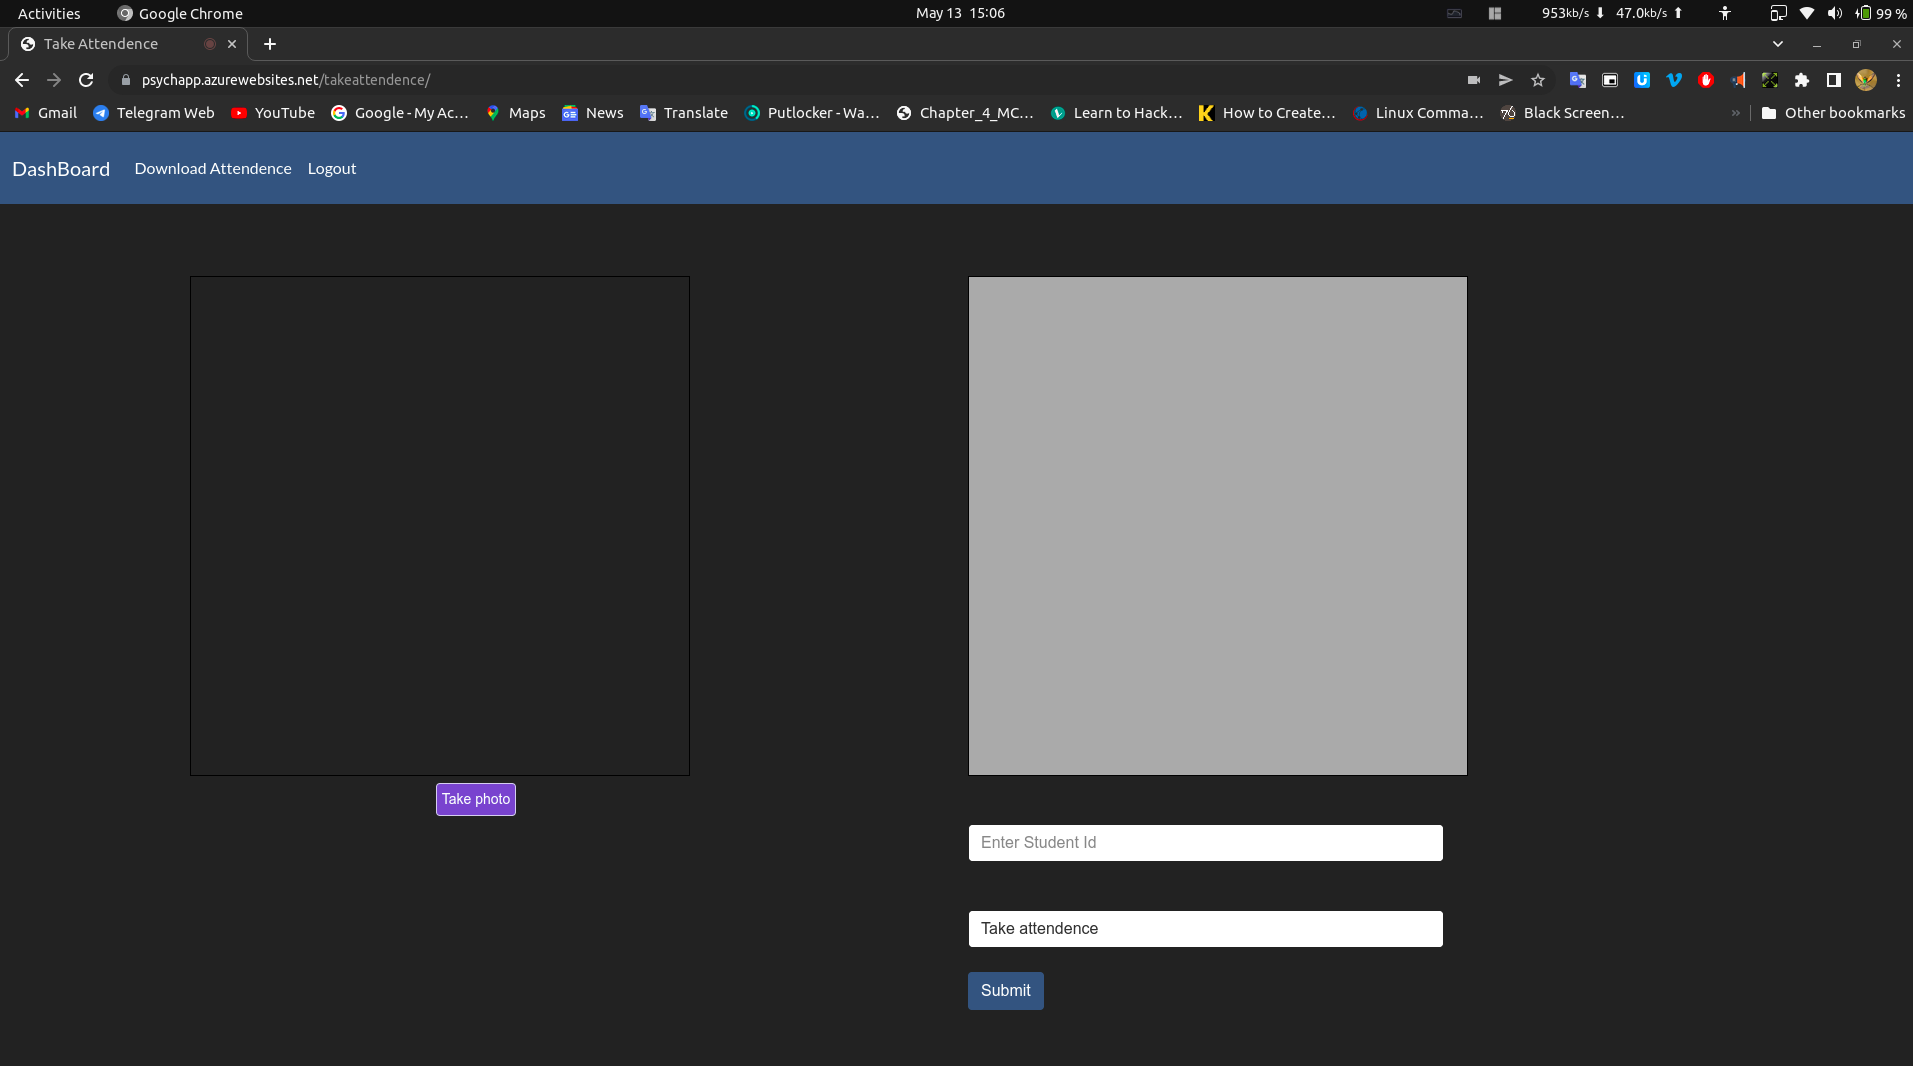 Activities Google Chrome May 13 15:06 953kb/s 47.0kb/s 99 %
Take Attendence
psychapp.azurewebsites.net/takeattendence/
Gmail Telegram Web YouTube Google - My Ac... Maps News Translate Putlocker - Wa... Chapter_4_MC... Learn to Hack... How to Create... Linux Comma... Black Screen... » Other bookmarks
DashBoard Download Attendence Logout
Take photo
Enter Student Id
Take attendence
Submit